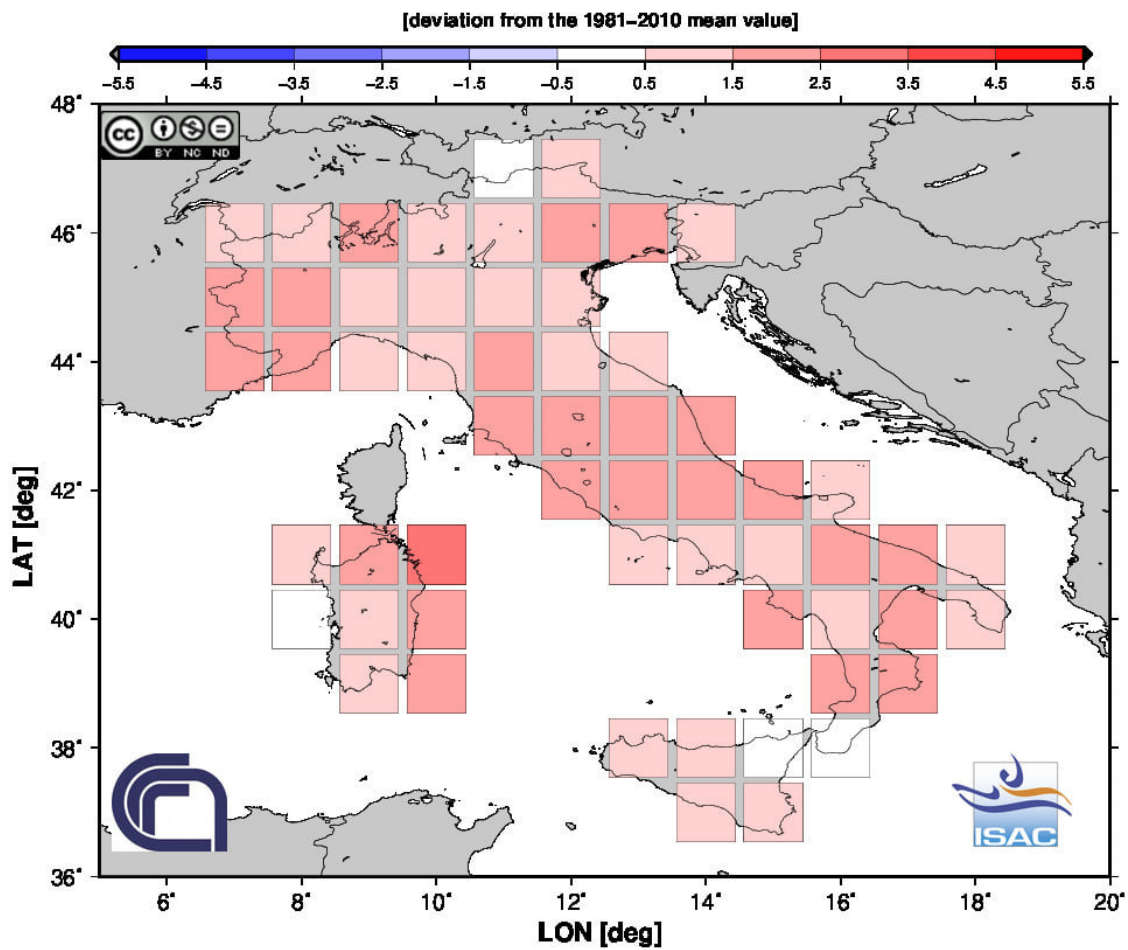 [deviation from the 1981–2010 mean value]
−5.5 −4.5 −3.5 −2.5 −1.5 −0.5 0.5 1.5 2.5 3.5 4.5 5.5
48°
cc
BY NC ND
46°
44°
42°
LAT [deg]
40°
38°
ISAC
36°
6° 8° 10° 12° 14° 16° 18° 20°
LON [deg]